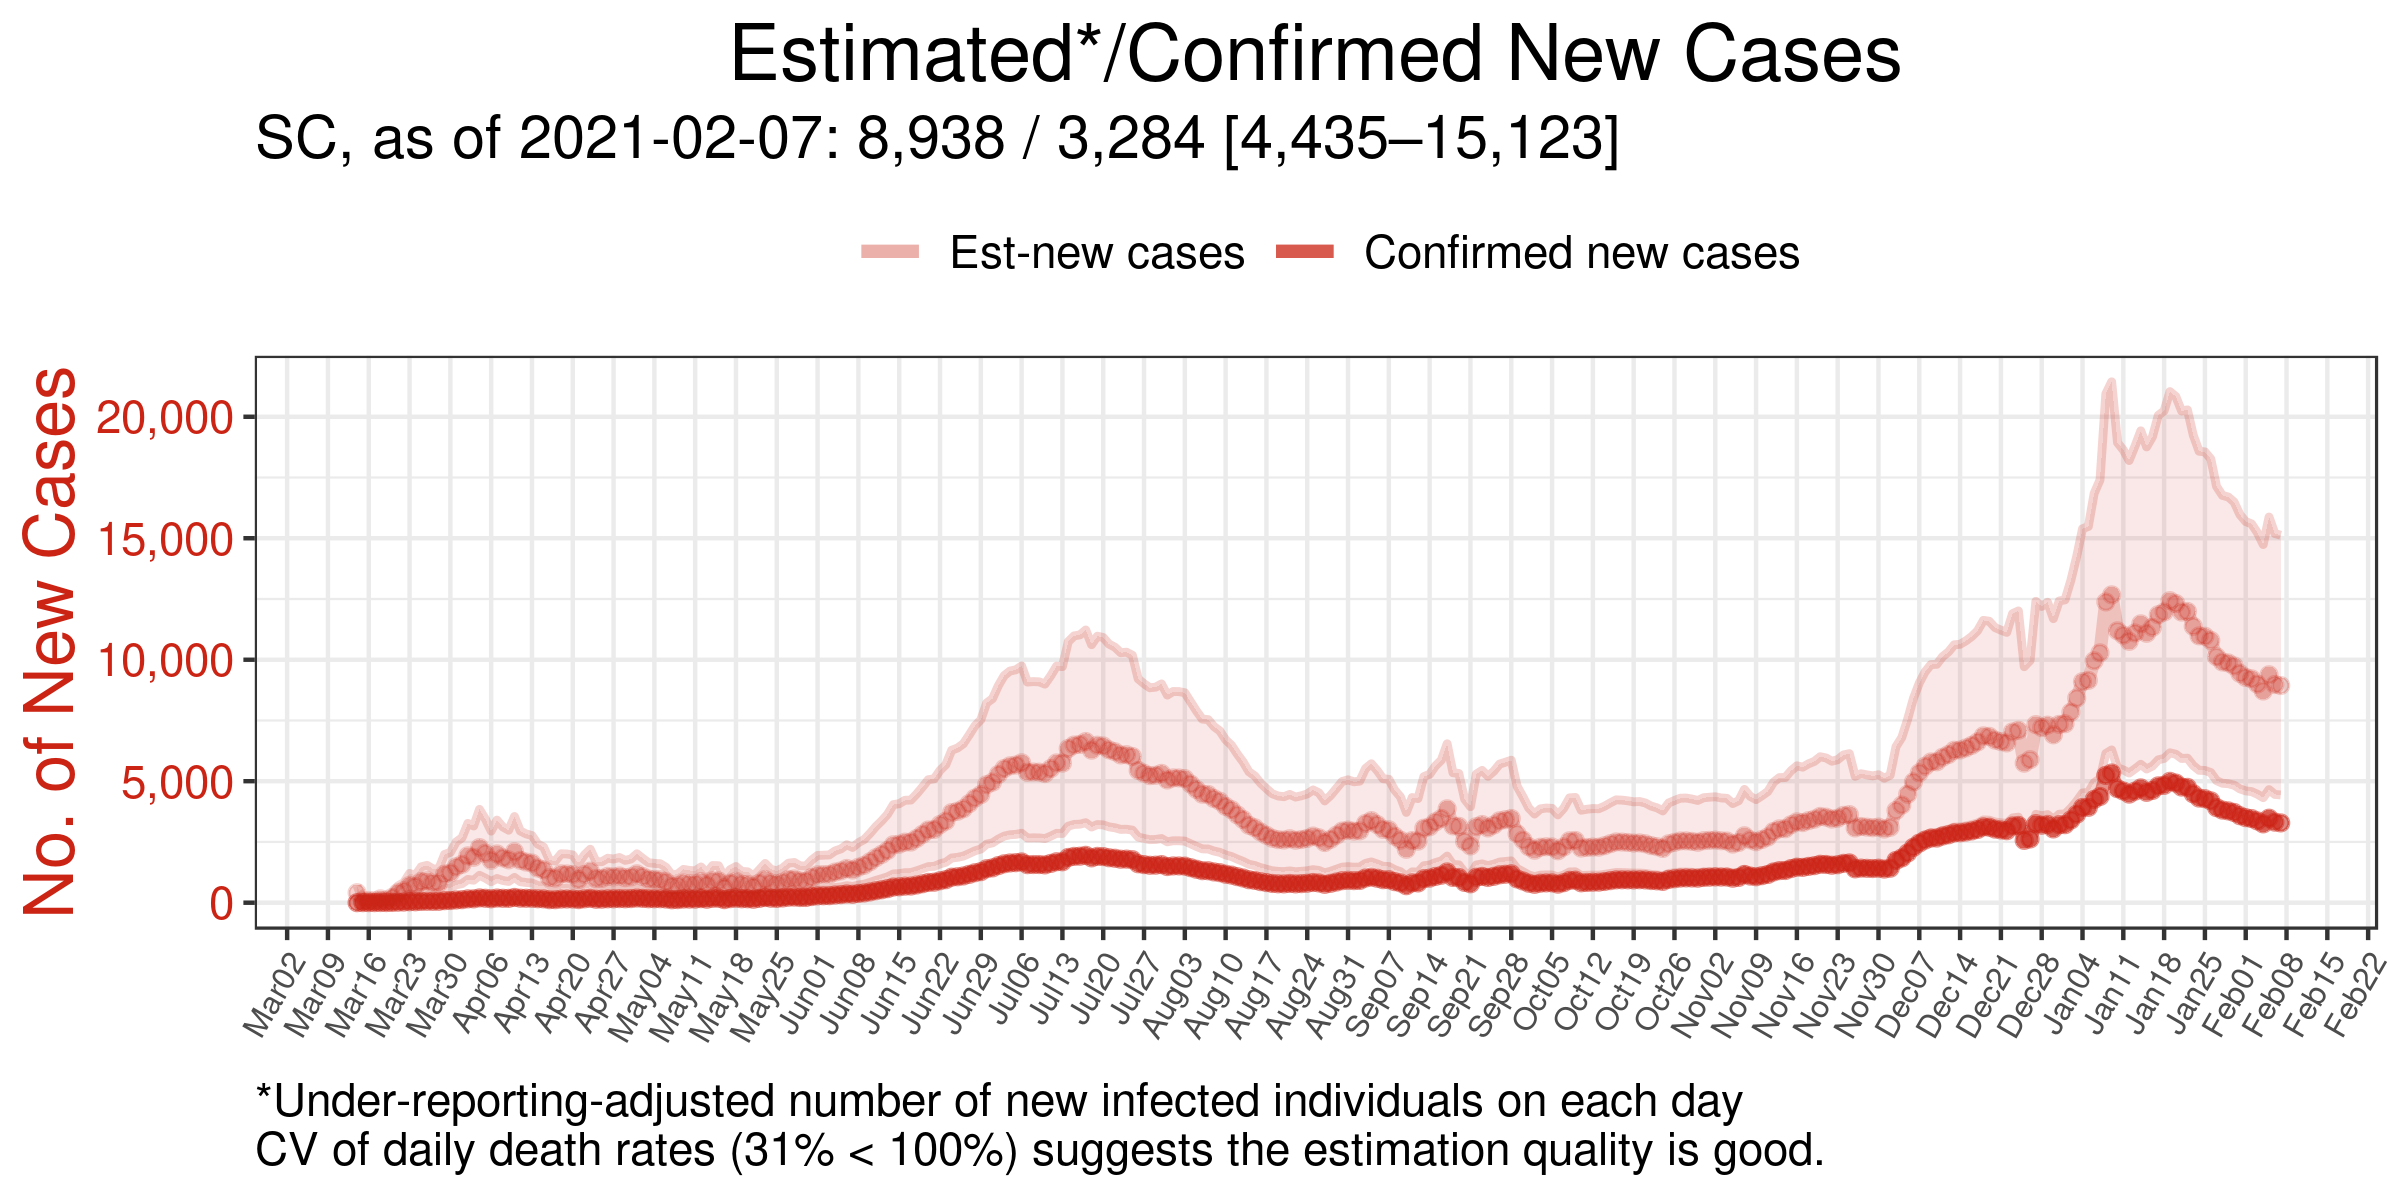 Estimated*/Confirmed New Cases
SC, as of 2021-02-07: 8,938 / 3,284 [4,435–15,123]
Est-new cases Confirmed new cases
No. of New Cases
20,000
15,000
10,000
5,000
0
Mar02 Mar09 Mar16 Mar23 Mar30 Apr06 Apr13 Apr20 Apr27 May04 May11 May18 May25 Jun01 Jun08 Jun15 Jun22 Jun29 Jul06 Jul13 Jul20 Jul27 Aug03 Aug10 Aug17 Aug24 Aug31 Sep07 Sep14 Sep21 Sep28 Oct05 Oct12 Oct19 Oct26 Nov02 Nov09 Nov16 Nov23 Nov30 Dec07 Dec14 Dec21 Dec28 Jan04 Jan11 Jan18 Jan25 Feb01 Feb08 Feb15 Feb22
*Under-reporting-adjusted number of new infected individuals on each day
CV of daily death rates (31% < 100%) suggests the estimation quality is good.